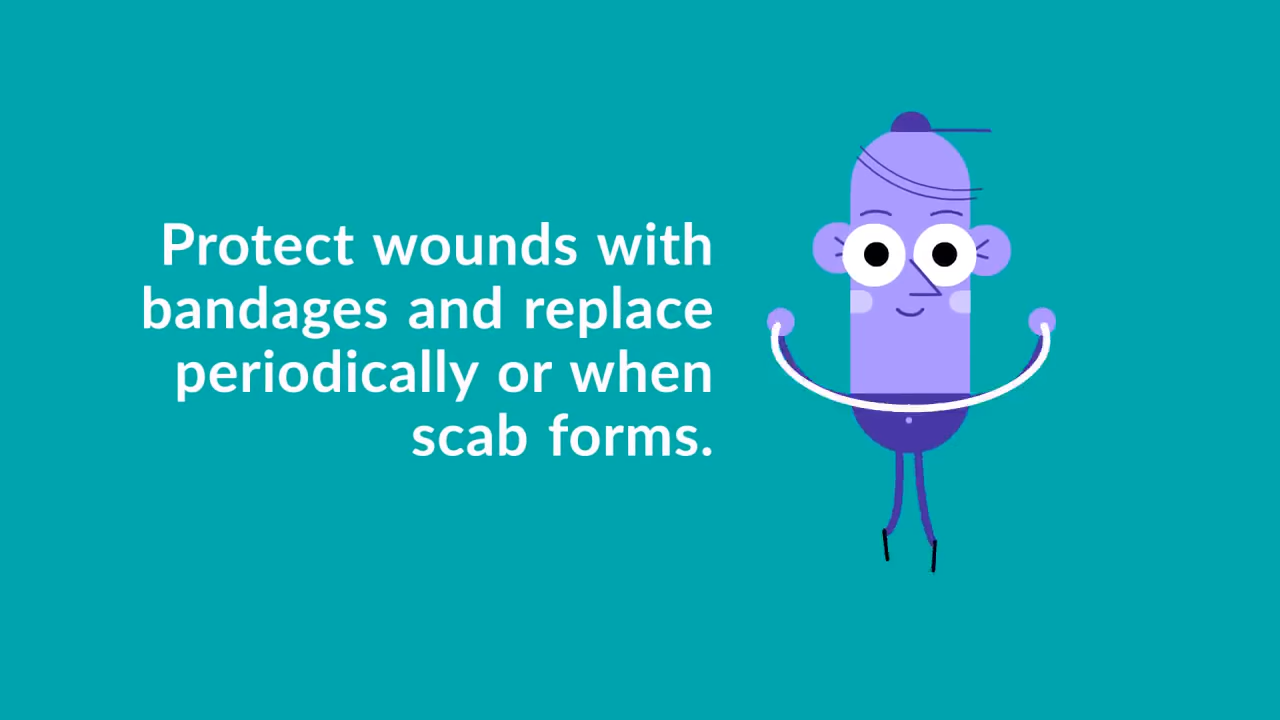 Protect wounds with
bandages and replace
periodically or when
scab forms.